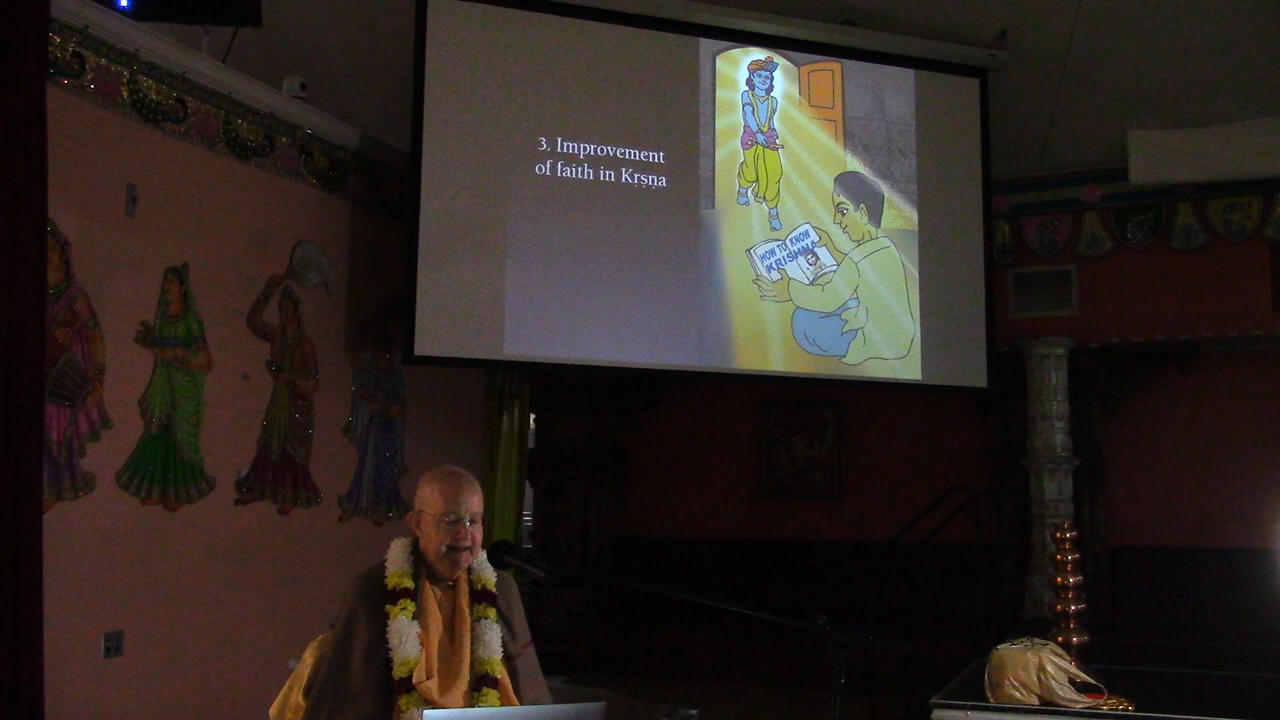 3. Improvement
of faith in Kṛṣṇa
HOW TO KNOW
KRISHNA